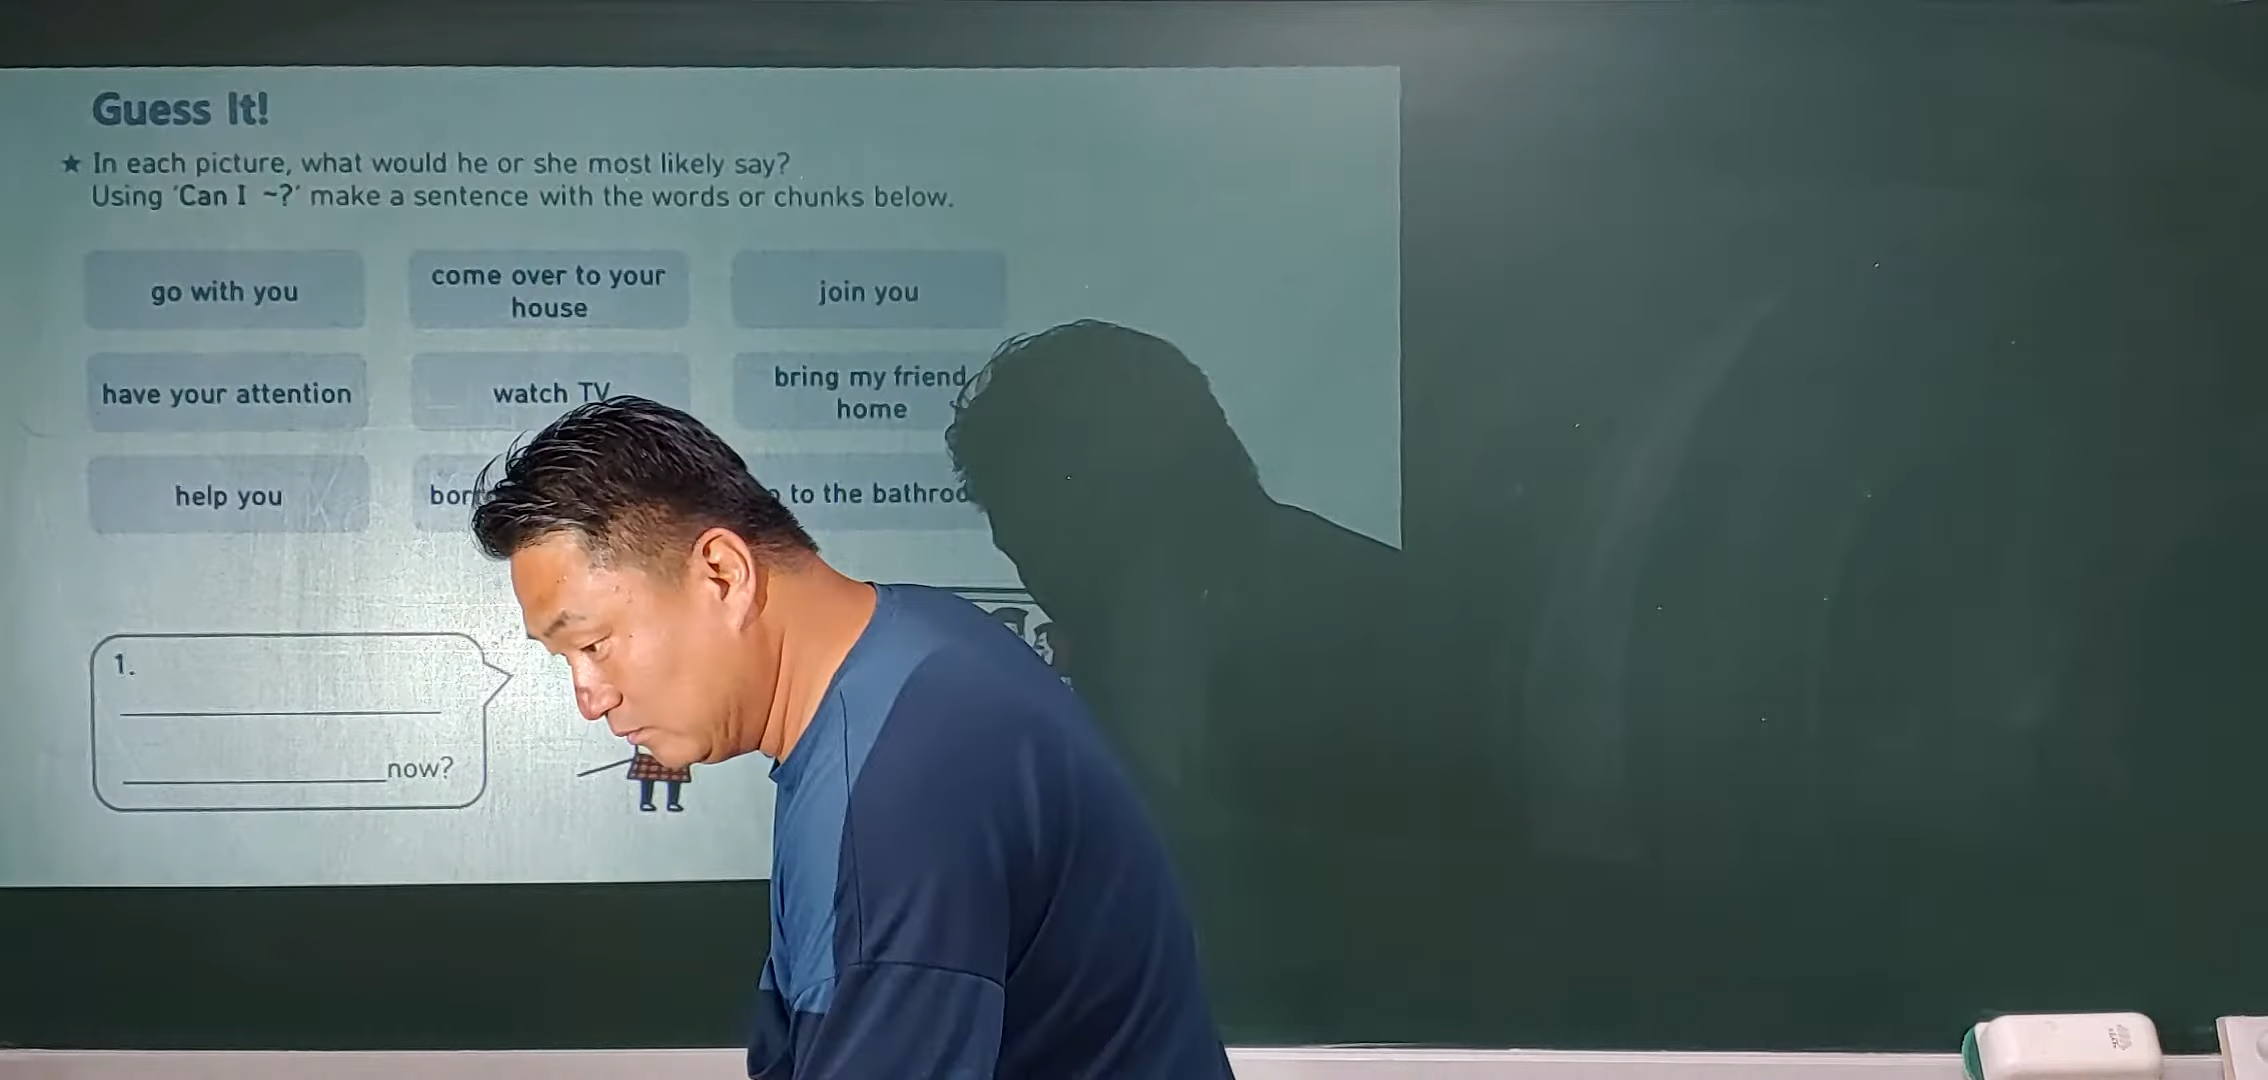 Guess It!
★ In each picture, what would he or she most likely say?
Using 'Can I ~?' make a sentence with the words or chunks below.
go with you
come over to your
house
join you
have your attention
watch TV
bring my friend
home
help you
to the
1.
now?